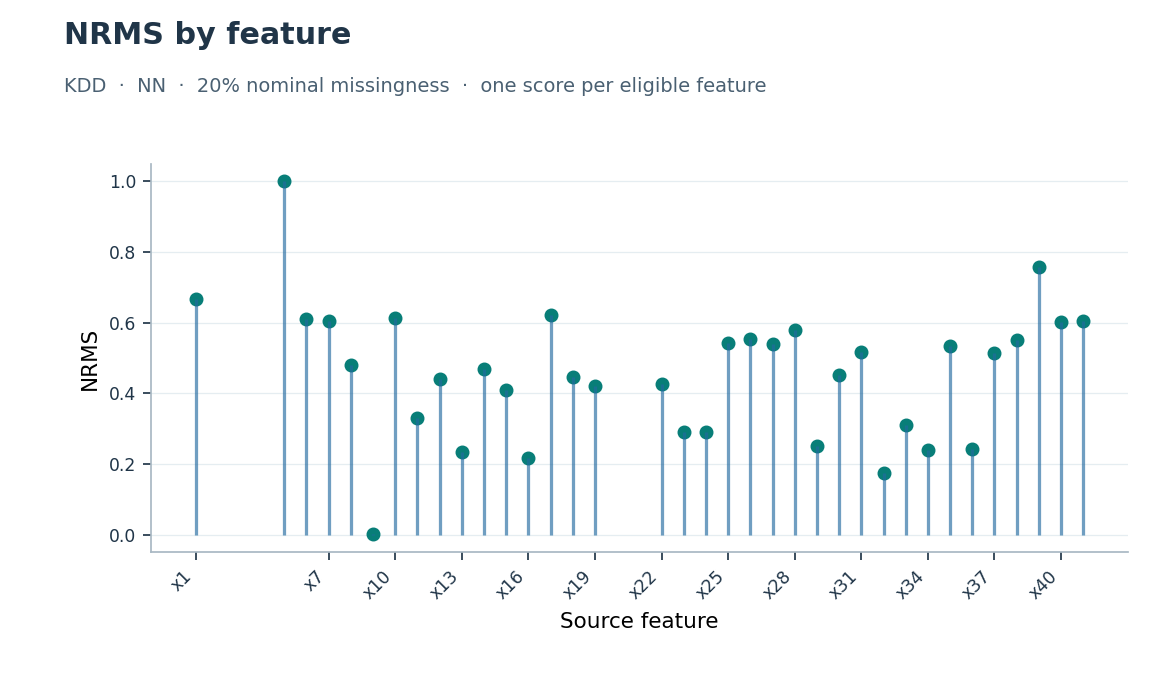 NRMS by feature
KDD · NN · 20% nominal missingness · one score per eligible feature
1.0
0.8
0.6
0.4
0.2
0.0
NRMS
x1 x7 x10 x13 x16 x19 x22 x25 x28 x31 x34 x37 x40
Source feature